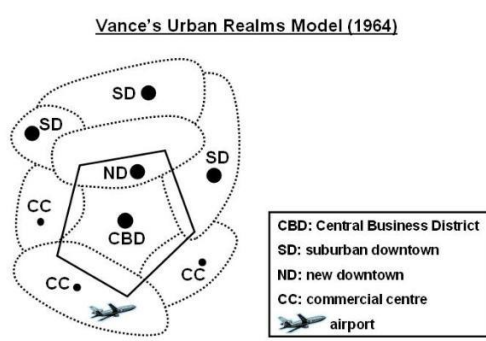 Vance's Urban Realms Model (1964)
SD
SD
SD
ND
CC
CBD
CC
CC
CBD: Central Business District
SD: suburban downtown
ND: new downtown
CC: commercial centre
airport